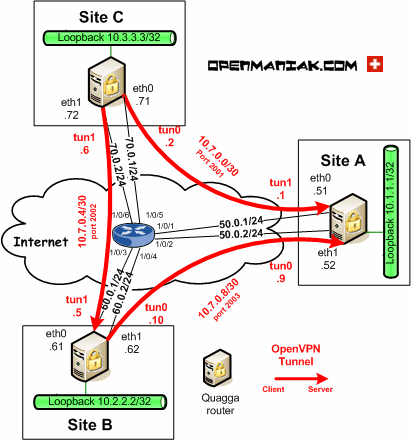 Site C
Loopback 10.3.3.3/32
OPENMANIAK.COM
eth0
.71
eth1
.72
tun1
.6
tun0
.2
70.0.2/24
70.0.1/24
10.7.0.0/30
Port 2001
Site A
eth0
.51
tun1
.1
Loopback 10.1.1.1/32
10.7.0.4/30
port 2002
1/0/6
1/0/5
1/0/1
1/0/2
1/0/3
1/0/4
50.0.1/24
50.0.2/24
Internet
eth1
.52
60.0.1/24
60.0.2/24
10.7.0.8/30
port 2003
tun0
.9
tun1
.5
tun0
.10
eth0
.61
eth1
.62
Loopback 10.2.2.2/32
Site B
Quagga
router
OpenVPN
Tunnel
Client
Server